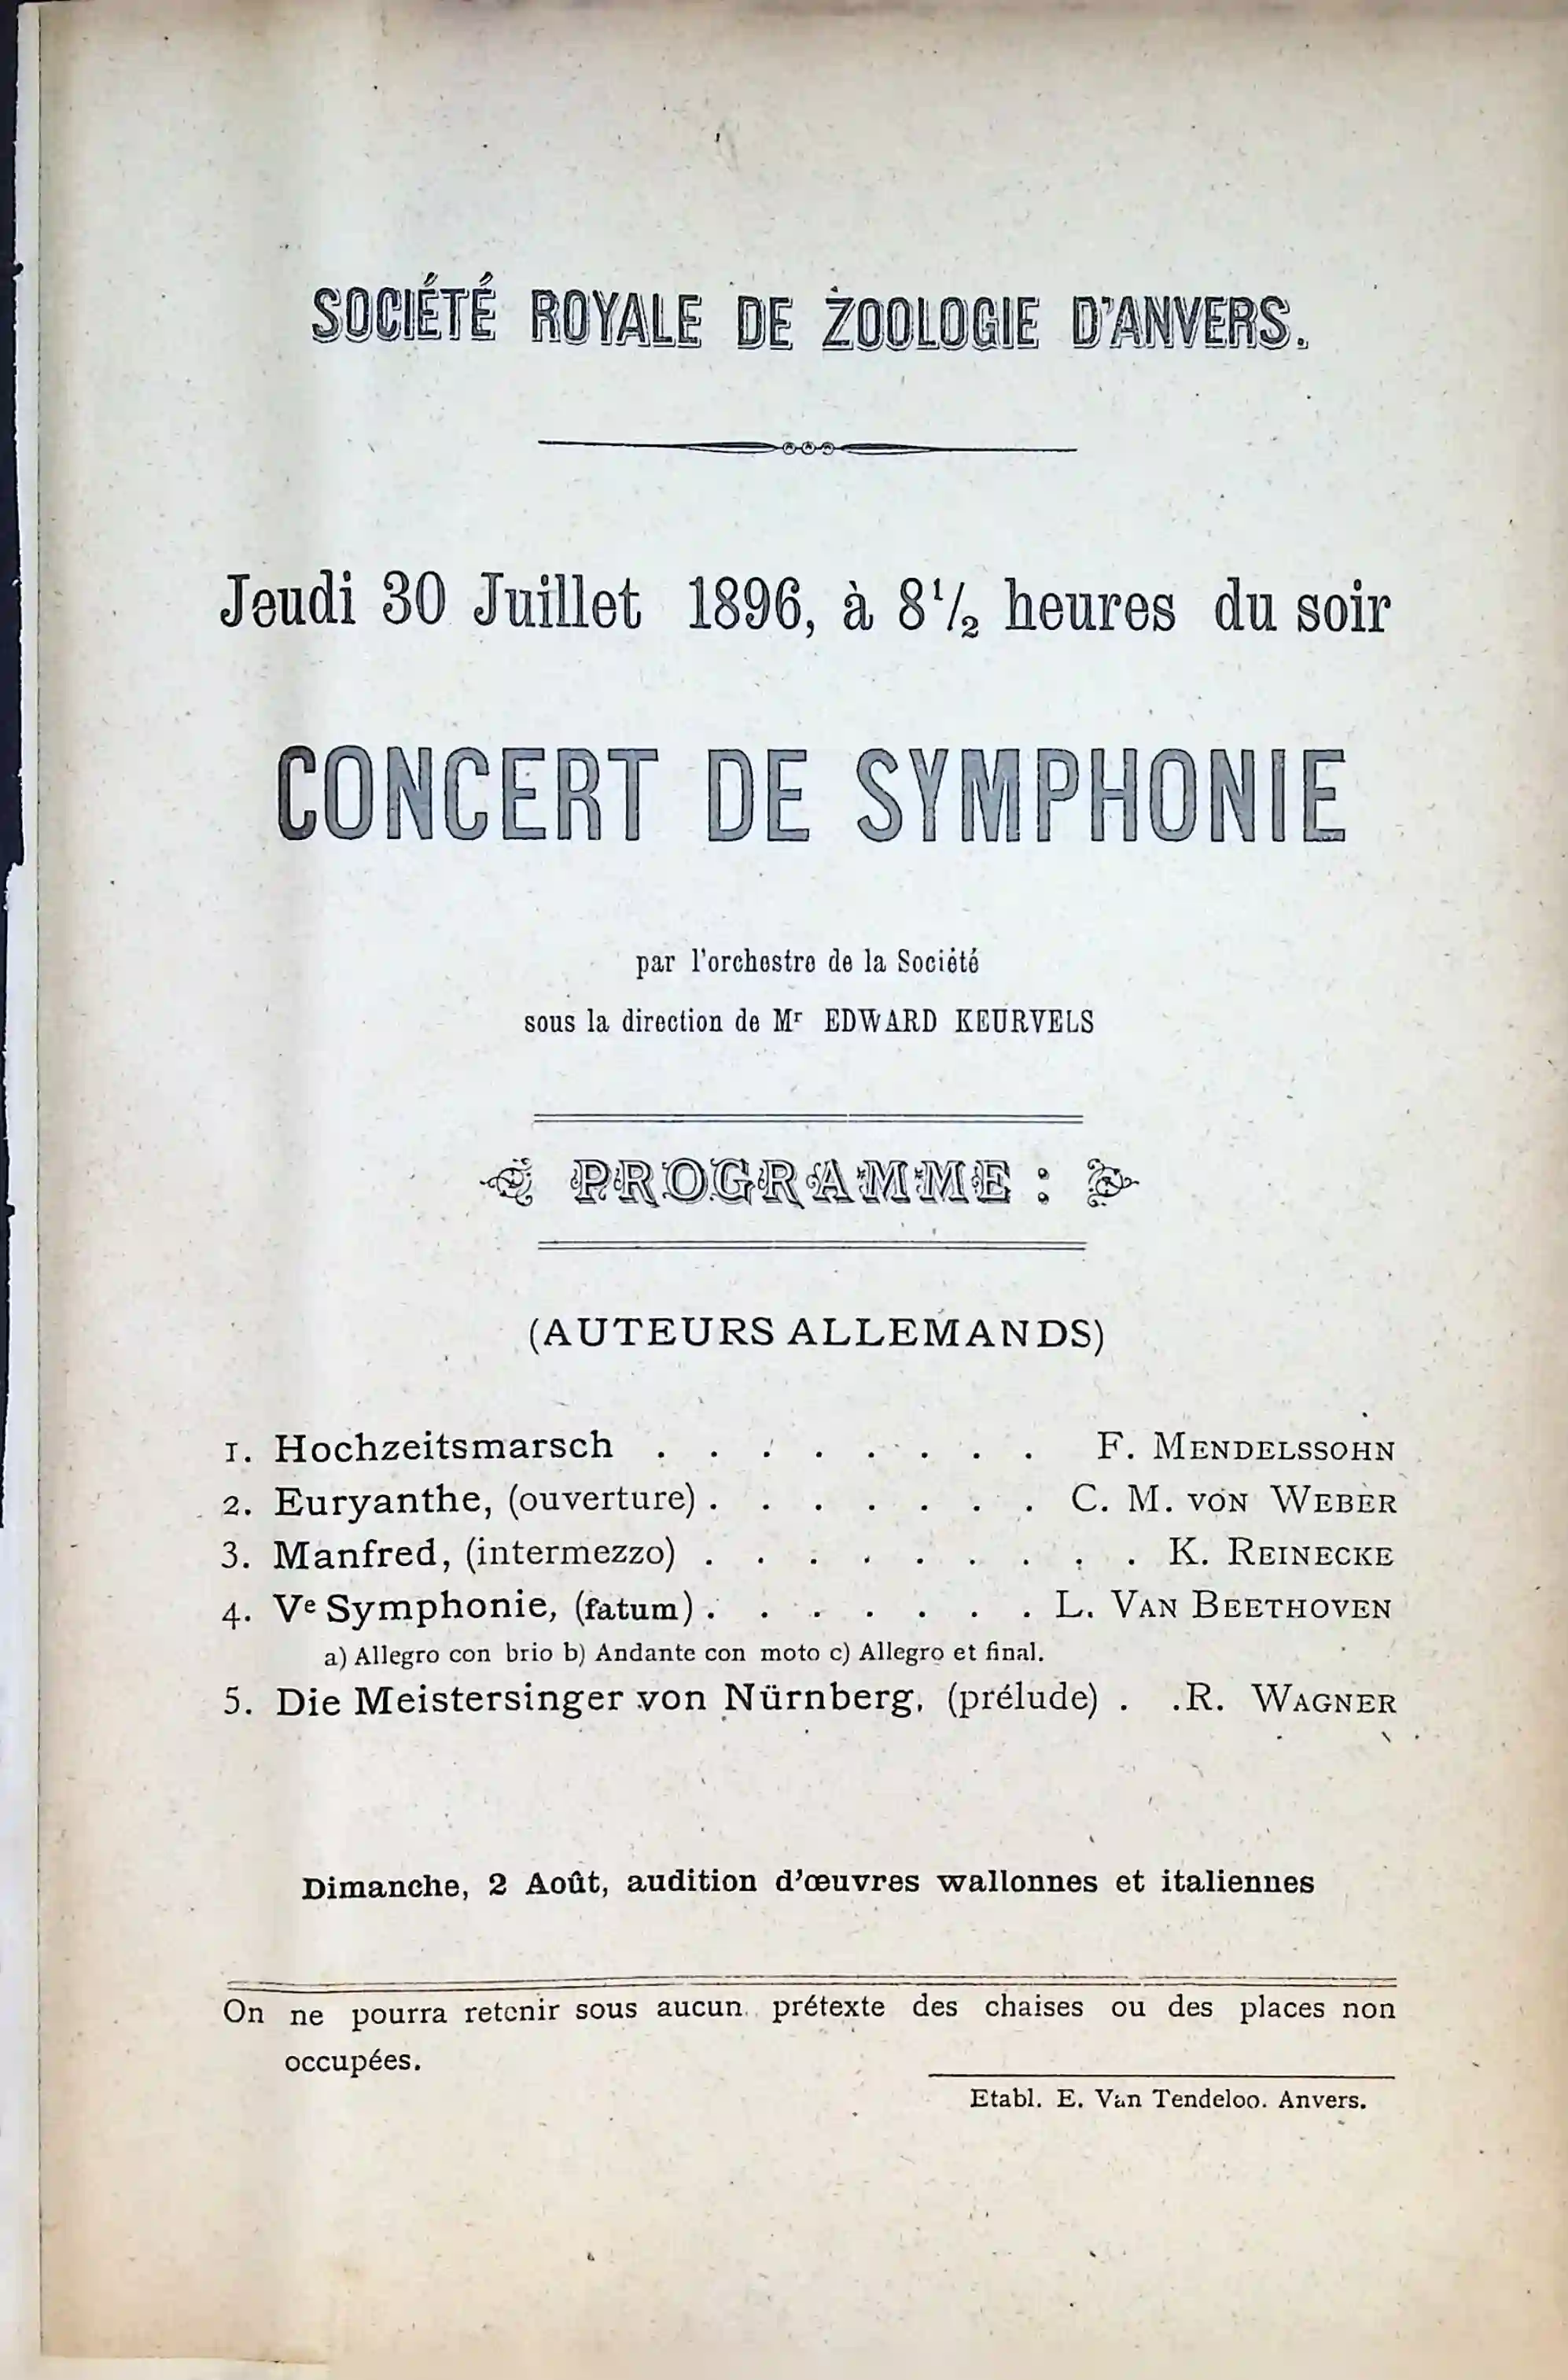 SOCIÉTÉ ROYALE DE ZOOLOGIE D'ANVERS.
Jeudi 30 Juillet 1896, à 8 1/2 heures du soir
CONCERT DE SYMPHONIE
par l'orchestre de la Société
sous la direction de Mr EDWARD KEURVELS
PROGRAMME :
(AUTEURS ALLEMANDS)
1. Hochzeitsmarsch . . . . . . . . F. MENDELSSOHN
2. Euryanthe, (ouverture) . . . . . . . C. M. VON WEBER
3. Manfred, (intermezzo) . . . . . . . . . K. REINECKE
4. Ve Symphonie, (fatum) . . . . . . . L. VAN BEETHOVEN
a) Allegro con brio b) Andante con moto c) Allegro et final.
5. Die Meistersinger von Nürnberg, (prélude) . . R. WAGNER
Dimanche, 2 Août, audition d'œuvres wallonnes et italiennes
On ne pourra retenir sous aucun prétexte des chaises ou des places non
occupées.
Etabl. E. Van Tendeloo. Anvers.